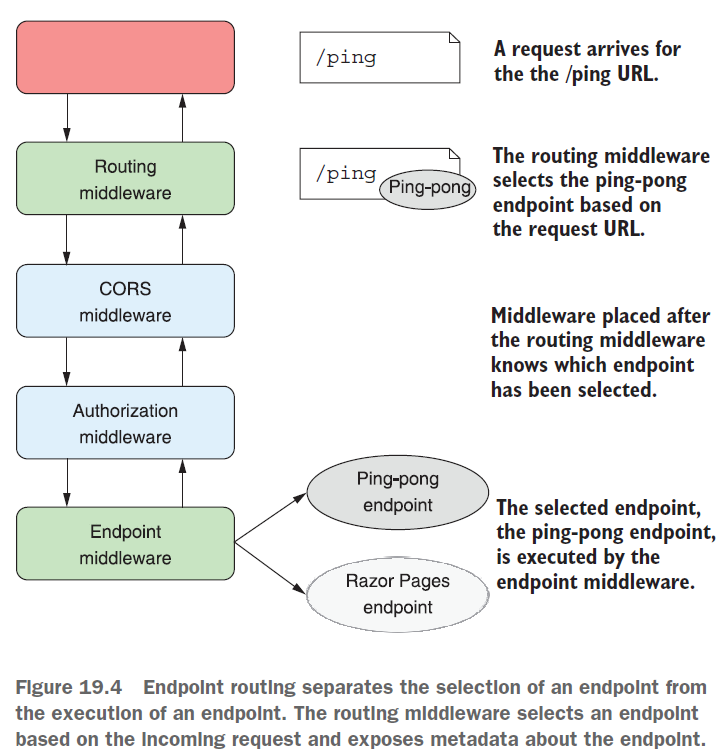 /ping
A request arrives for
the the /ping URL.
Routing
middleware
/ping
Ping-pong
The routing middleware
selects the ping-pong
endpoint based on
the request URL.
CORS
middleware
Middleware placed after
the routing middleware
knows which endpoint
has been selected.
Authorization
middleware
Endpoint
middleware
Ping-pong
endpoint
Razor Pages
endpoint
The selected endpoint,
the ping-pong endpoint,
is executed by the
endpoint middleware.
Figure 19.4 Endpoint routing separates the selection of an endpoint from
the execution of an endpoint. The routing middleware selects an endpoint
based on the incoming request and exposes metadata about the endpoint.